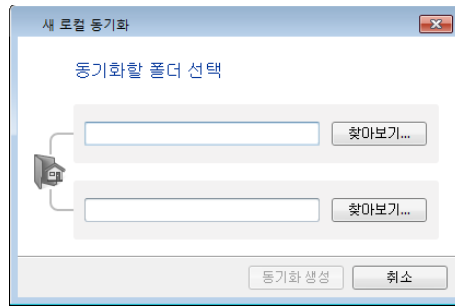 새 로컬 동기화
동기화할 폴더 선택
찾아보기...
찾아보기...
동기화 생성 취소